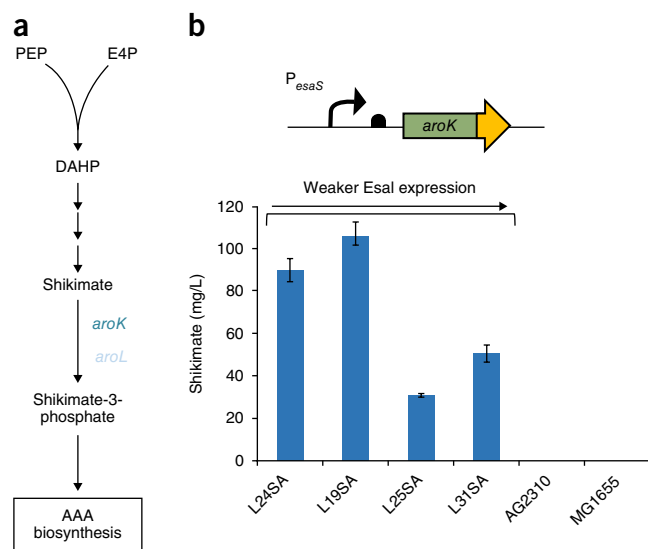 a
PEP
E4P
DAHP
Shikimate
aroK
aroL
Shikimate-3-
phosphate
AAA
biosynthesis
b
PesaS
aroK
Weaker EsaI expression
Shikimate (mg/L)
120
100
80
60
40
20
0
L24SA
L19SA
L25SA
L31SA
AG2310
MG1655